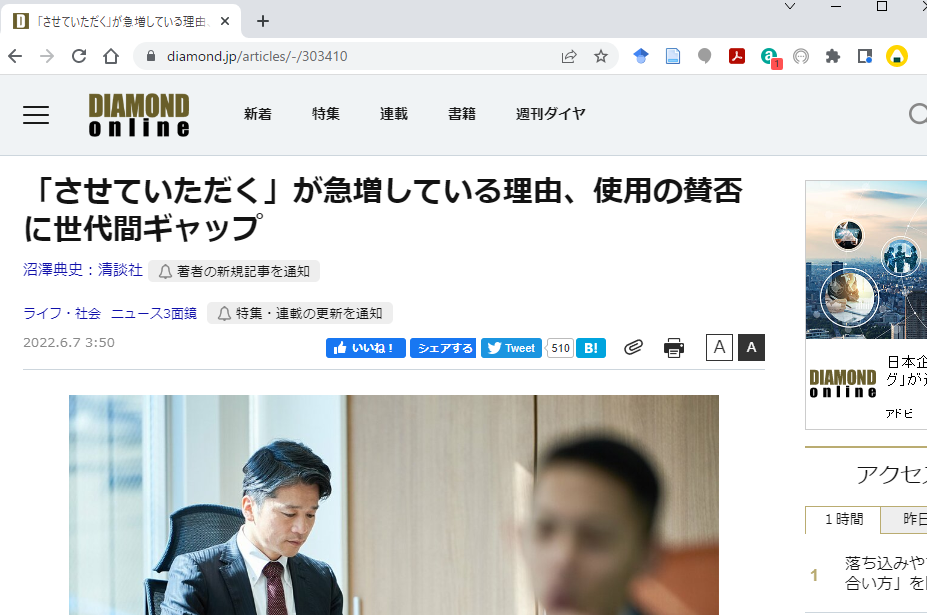 「させていただく」が急増している理由、
diamond.jp/articles/-/303410
1
DIAMOND
online
新着
特集
連載
書籍
週刊ダイヤ
「させていただく」が急増している理由、使用の賛否
に世代間ギャップ
沼澤典史：清談社
著者の新規記事を通知
ライフ・社会 ニュース3面鏡
特集・連載の更新を通知
2022.6.7 3:50
いいね！
シェアする
Tweet
510
B!
A
A
日本企
DIAMOND
online
グ」が
アドビ
アクセ
1時間
昨日
1
落ち込みや
合い方」を